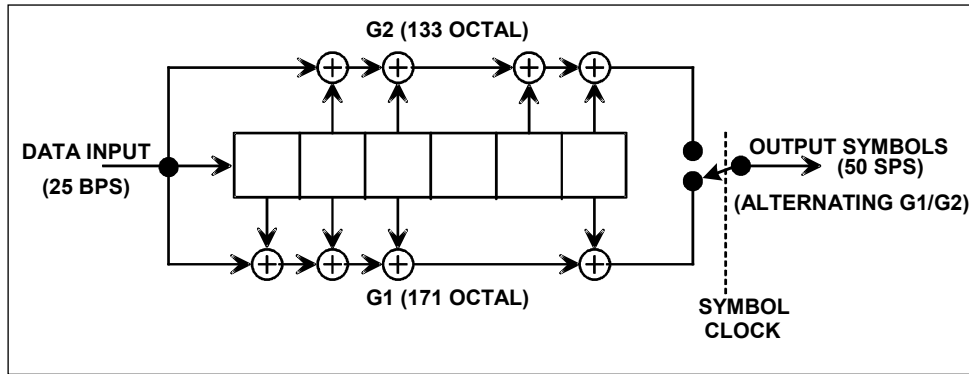 G2 (133 OCTAL)
DATA INPUT
(25 BPS)
OUTPUT SYMBOLS
(50 SPS)
(ALTERNATING G1/G2)
G1 (171 OCTAL)
SYMBOL
CLOCK